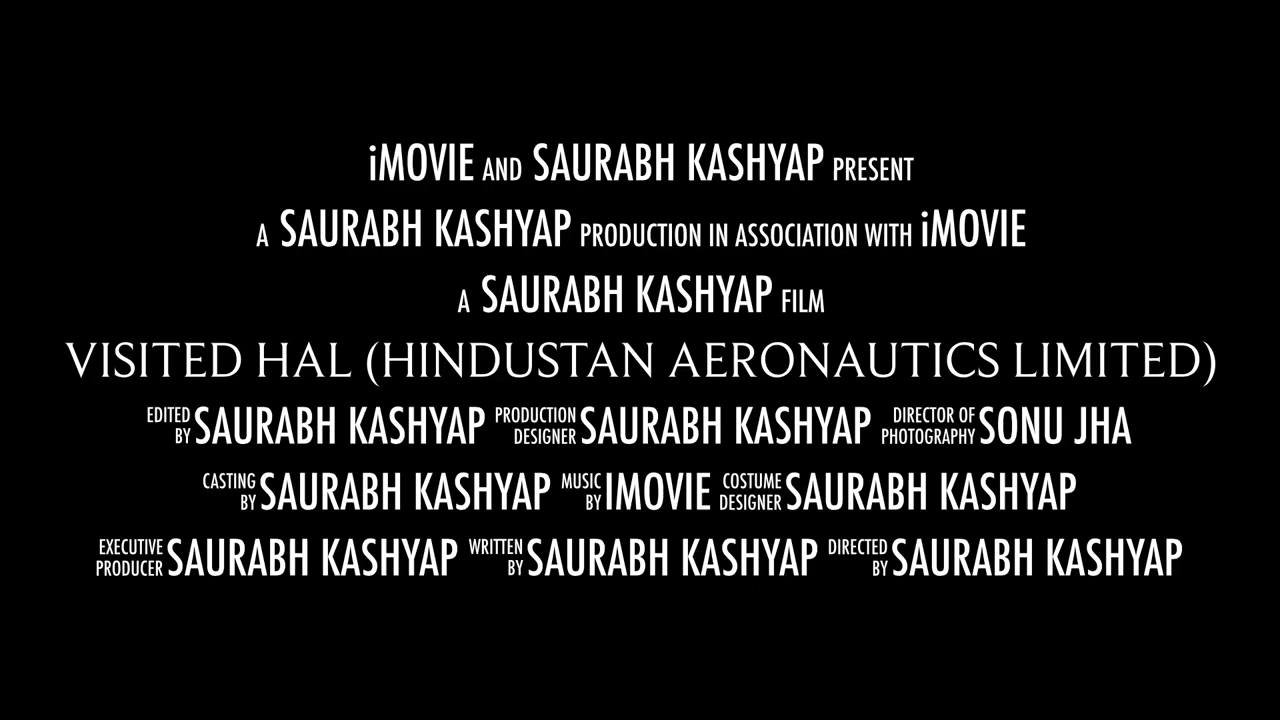 iMOVIE AND SAURABH KASHYAP PRESENT
A SAURABH KASHYAP PRODUCTION IN ASSOCIATION WITH iMOVIE
A SAURABH KASHYAP FILM
VISITED HAL (HINDUSTAN AERONAUTICS LIMITED)
EDITED BY SAURABH KASHYAP PRODUCTION DESIGNER SAURABH KASHYAP DIRECTOR OF PHOTOGRAPHY SONU JHA
CASTING BY SAURABH KASHYAP MUSIC BY IMOVIE COSTUME DESIGNER SAURABH KASHYAP
EXECUTIVE PRODUCER SAURABH KASHYAP WRITTEN BY SAURABH KASHYAP DIRECTED BY SAURABH KASHYAP